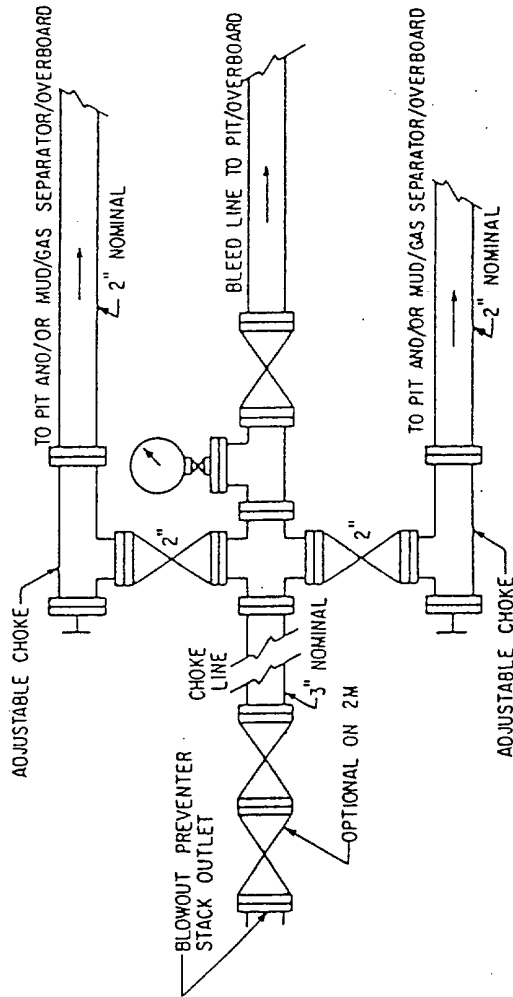 ADJUSTABLE CHOKE
TO PIT AND/OR MUD/GAS SEPARATOR/OVERBOARD
2" NOMINAL
2"
BLOWOUT PREVENTER
STACK OUTLET
CHOKE
LINE
3" NOMINAL
OPTIONAL ON 2M
BLEED LINE TO PIT/OVERBOARD
2"
TO PIT AND/OR MUD/GAS SEPARATOR/OVERBOARD
2" NOMINAL
ADJUSTABLE CHOKE